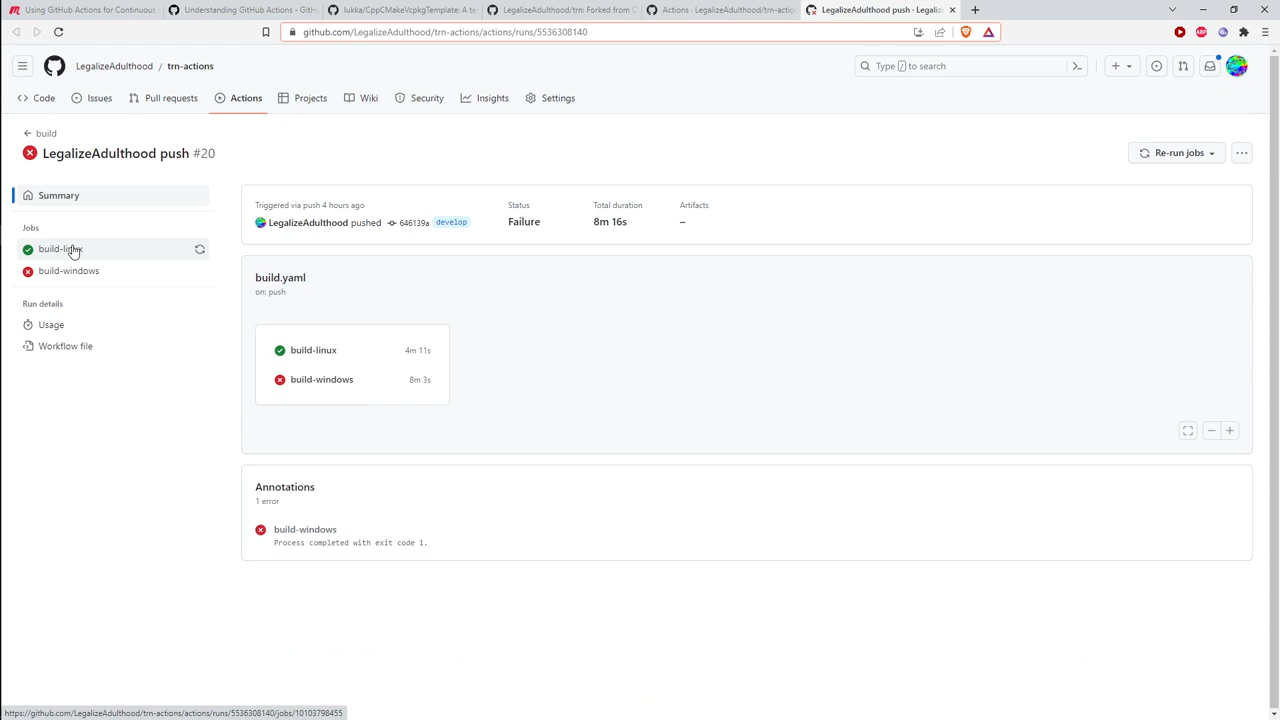 Using GitHub Actions for Continuous
Understanding GitHub Actions - GitH
lukka/CppCMakeVcpkgTemplate: A te
LegalizeAdulthood/trn: Forked from C
Actions · LegalizeAdulthood/trn-actio
LegalizeAdulthood push · Legaliz
github.com/LegalizeAdulthood/trn-actions/actions/runs/5536308140
LegalizeAdulthood / trn-actions
Type / to search
Code
Issues
Pull requests
Actions
Projects
Wiki
Security
Insights
Settings
build
LegalizeAdulthood push #20
Re-run jobs
Summary
Jobs
build-linux
build-windows
Run details
Usage
Workflow file
Triggered via push 4 hours ago
LegalizeAdulthood pushed 646139a develop
Status
Failure
Total duration
8m 16s
Artifacts
–
build.yaml
on: push
build-linux 4m 11s
build-windows 8m 3s
Annotations
1 error
build-windows
Process completed with exit code 1.
https://github.com/LegalizeAdulthood/trn-actions/actions/runs/5536308140/jobs/10103798455